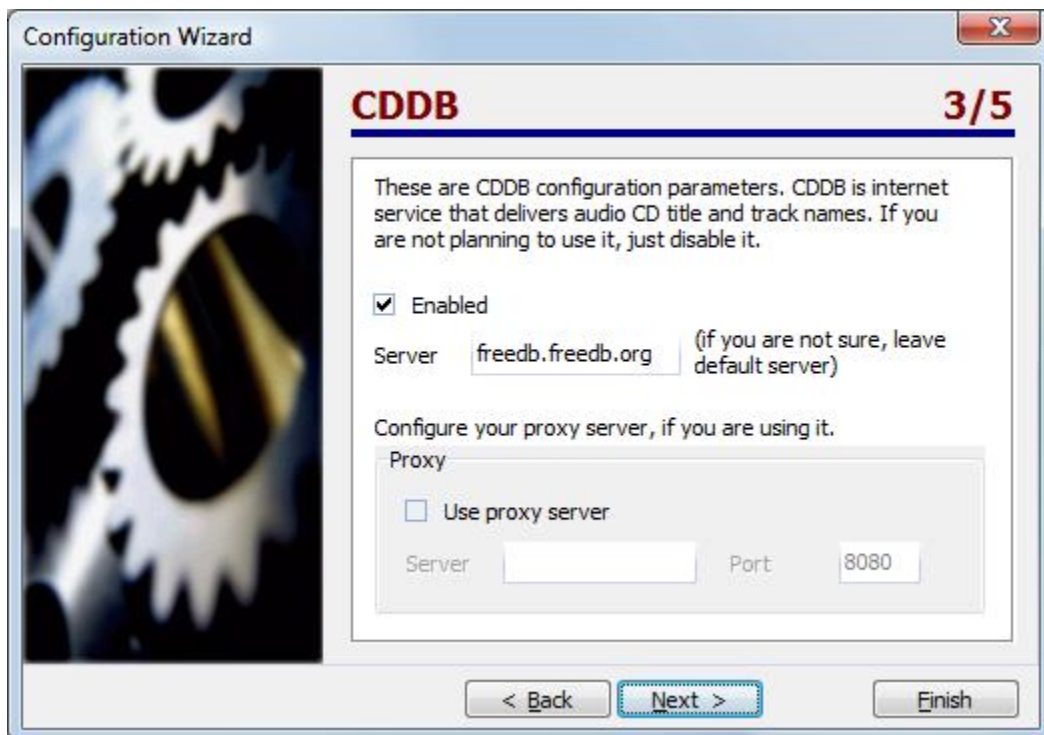 Configuration Wizard
CDDB 3/5
These are CDDB configuration parameters. CDDB is internet
service that delivers audio CD title and track names. If you
are not planning to use it, just disable it.
Enabled
Server freedb.freedb.org (if you are not sure, leave
default server)
Configure your proxy server, if you are using it.
Proxy
Use proxy server
Server Port 8080
< Back Next > Finish